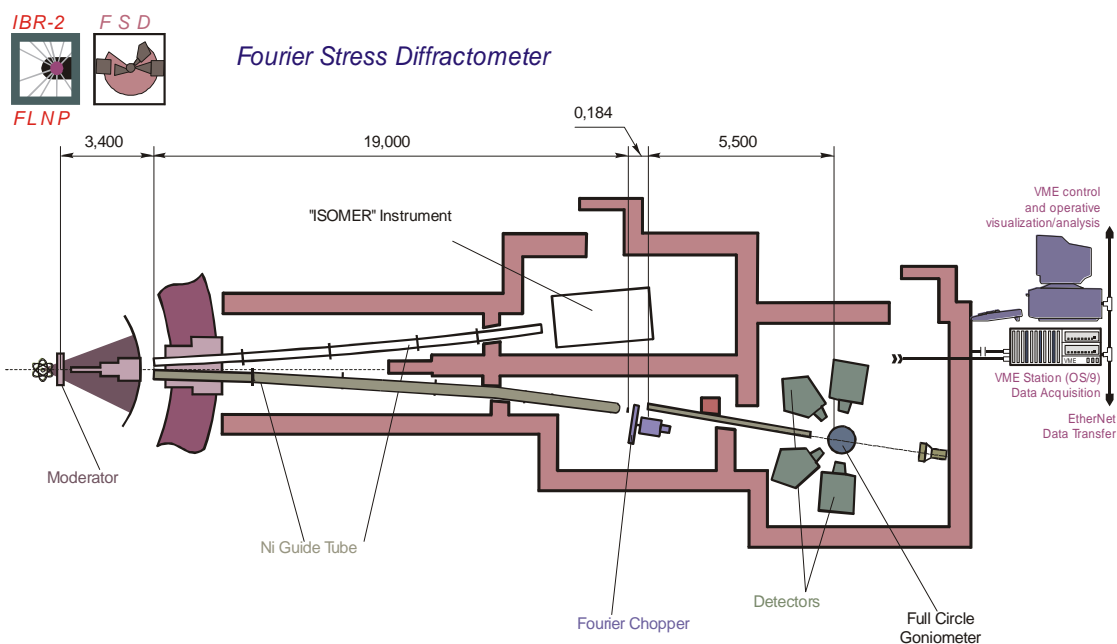 IBR-2
F S D
Fourier Stress Diffractometer
FLNP
0,184
3,400
19,000
5,500
"ISOMER" Instrument
VME control
and operative
visualization/analysis
VME Station (OS/9)
Data Acquisition
EtherNet
Data Transfer
Moderator
Ni Guide Tube
Fourier Chopper
Detectors
Full Circle
Goniometer